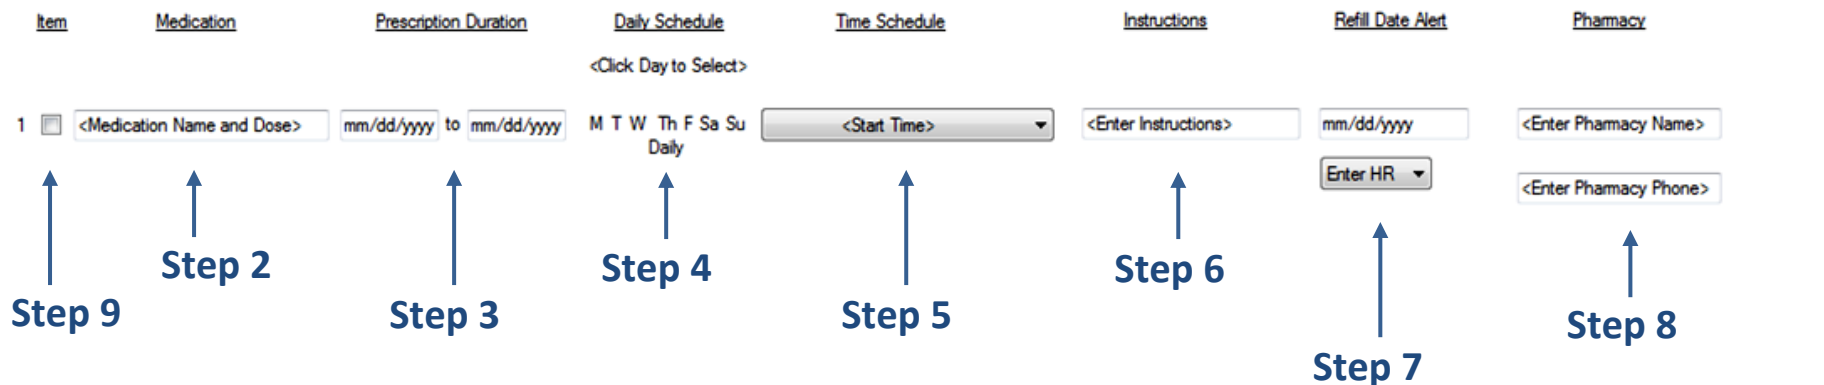 Item Medication Prescription Duration Daily Schedule Time Schedule Instructions Refill Date Alert Pharmacy
<Click Day to Select>
1 <Medication Name and Dose> mm/dd/yyyy to mm/dd/yyyy M T W Th F Sa Su <Start Time> <Enter Instructions> mm/dd/yyyy <Enter Pharmacy Name>
Daily
Enter HR <Enter Pharmacy Phone>
Step 2 Step 4 Step 6
Step 9 Step 3 Step 5 Step 8
Step 7